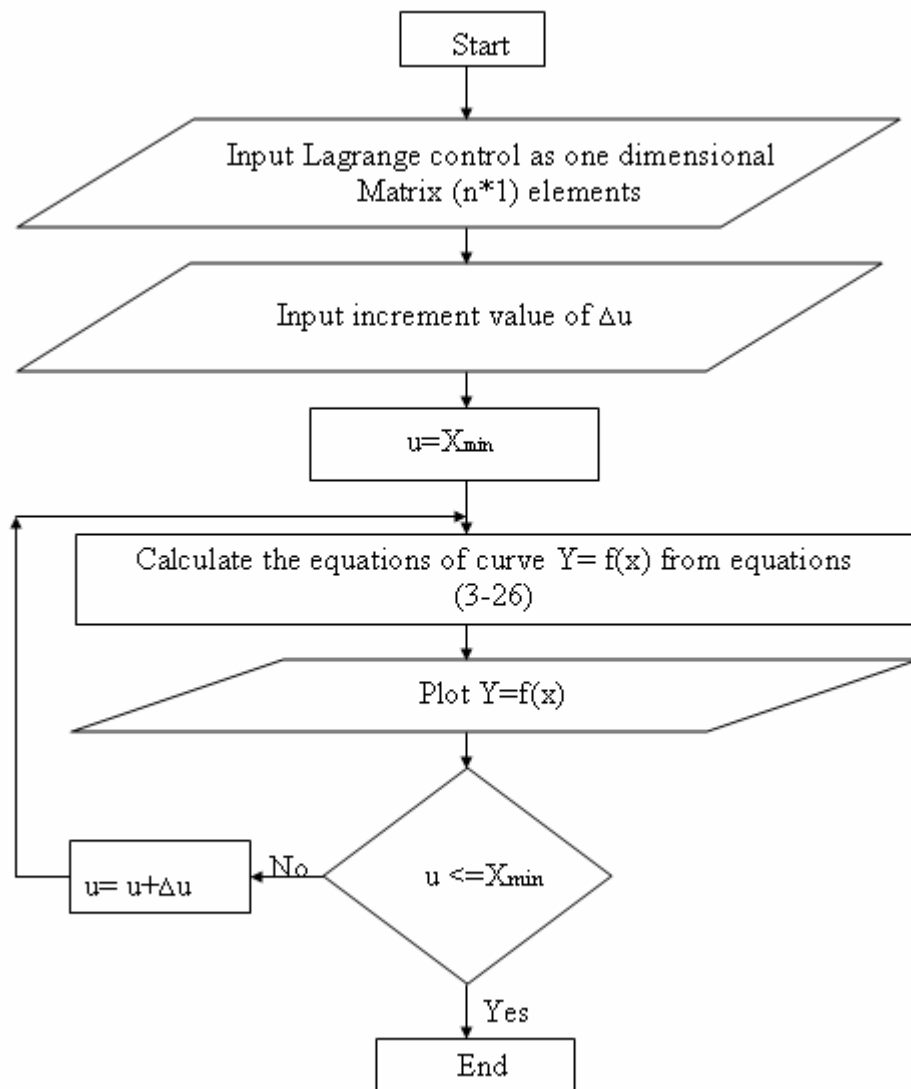 Start
Input Lagrange control as one dimensional
Matrix (n*1) elements
Input increment value of Δu
u=Xmin
Calculate the equations of curve Y= f(x) from equations
(3-26)
Plot Y=f(x)
u <=Xmin
No
u= u+Δu
Yes
End